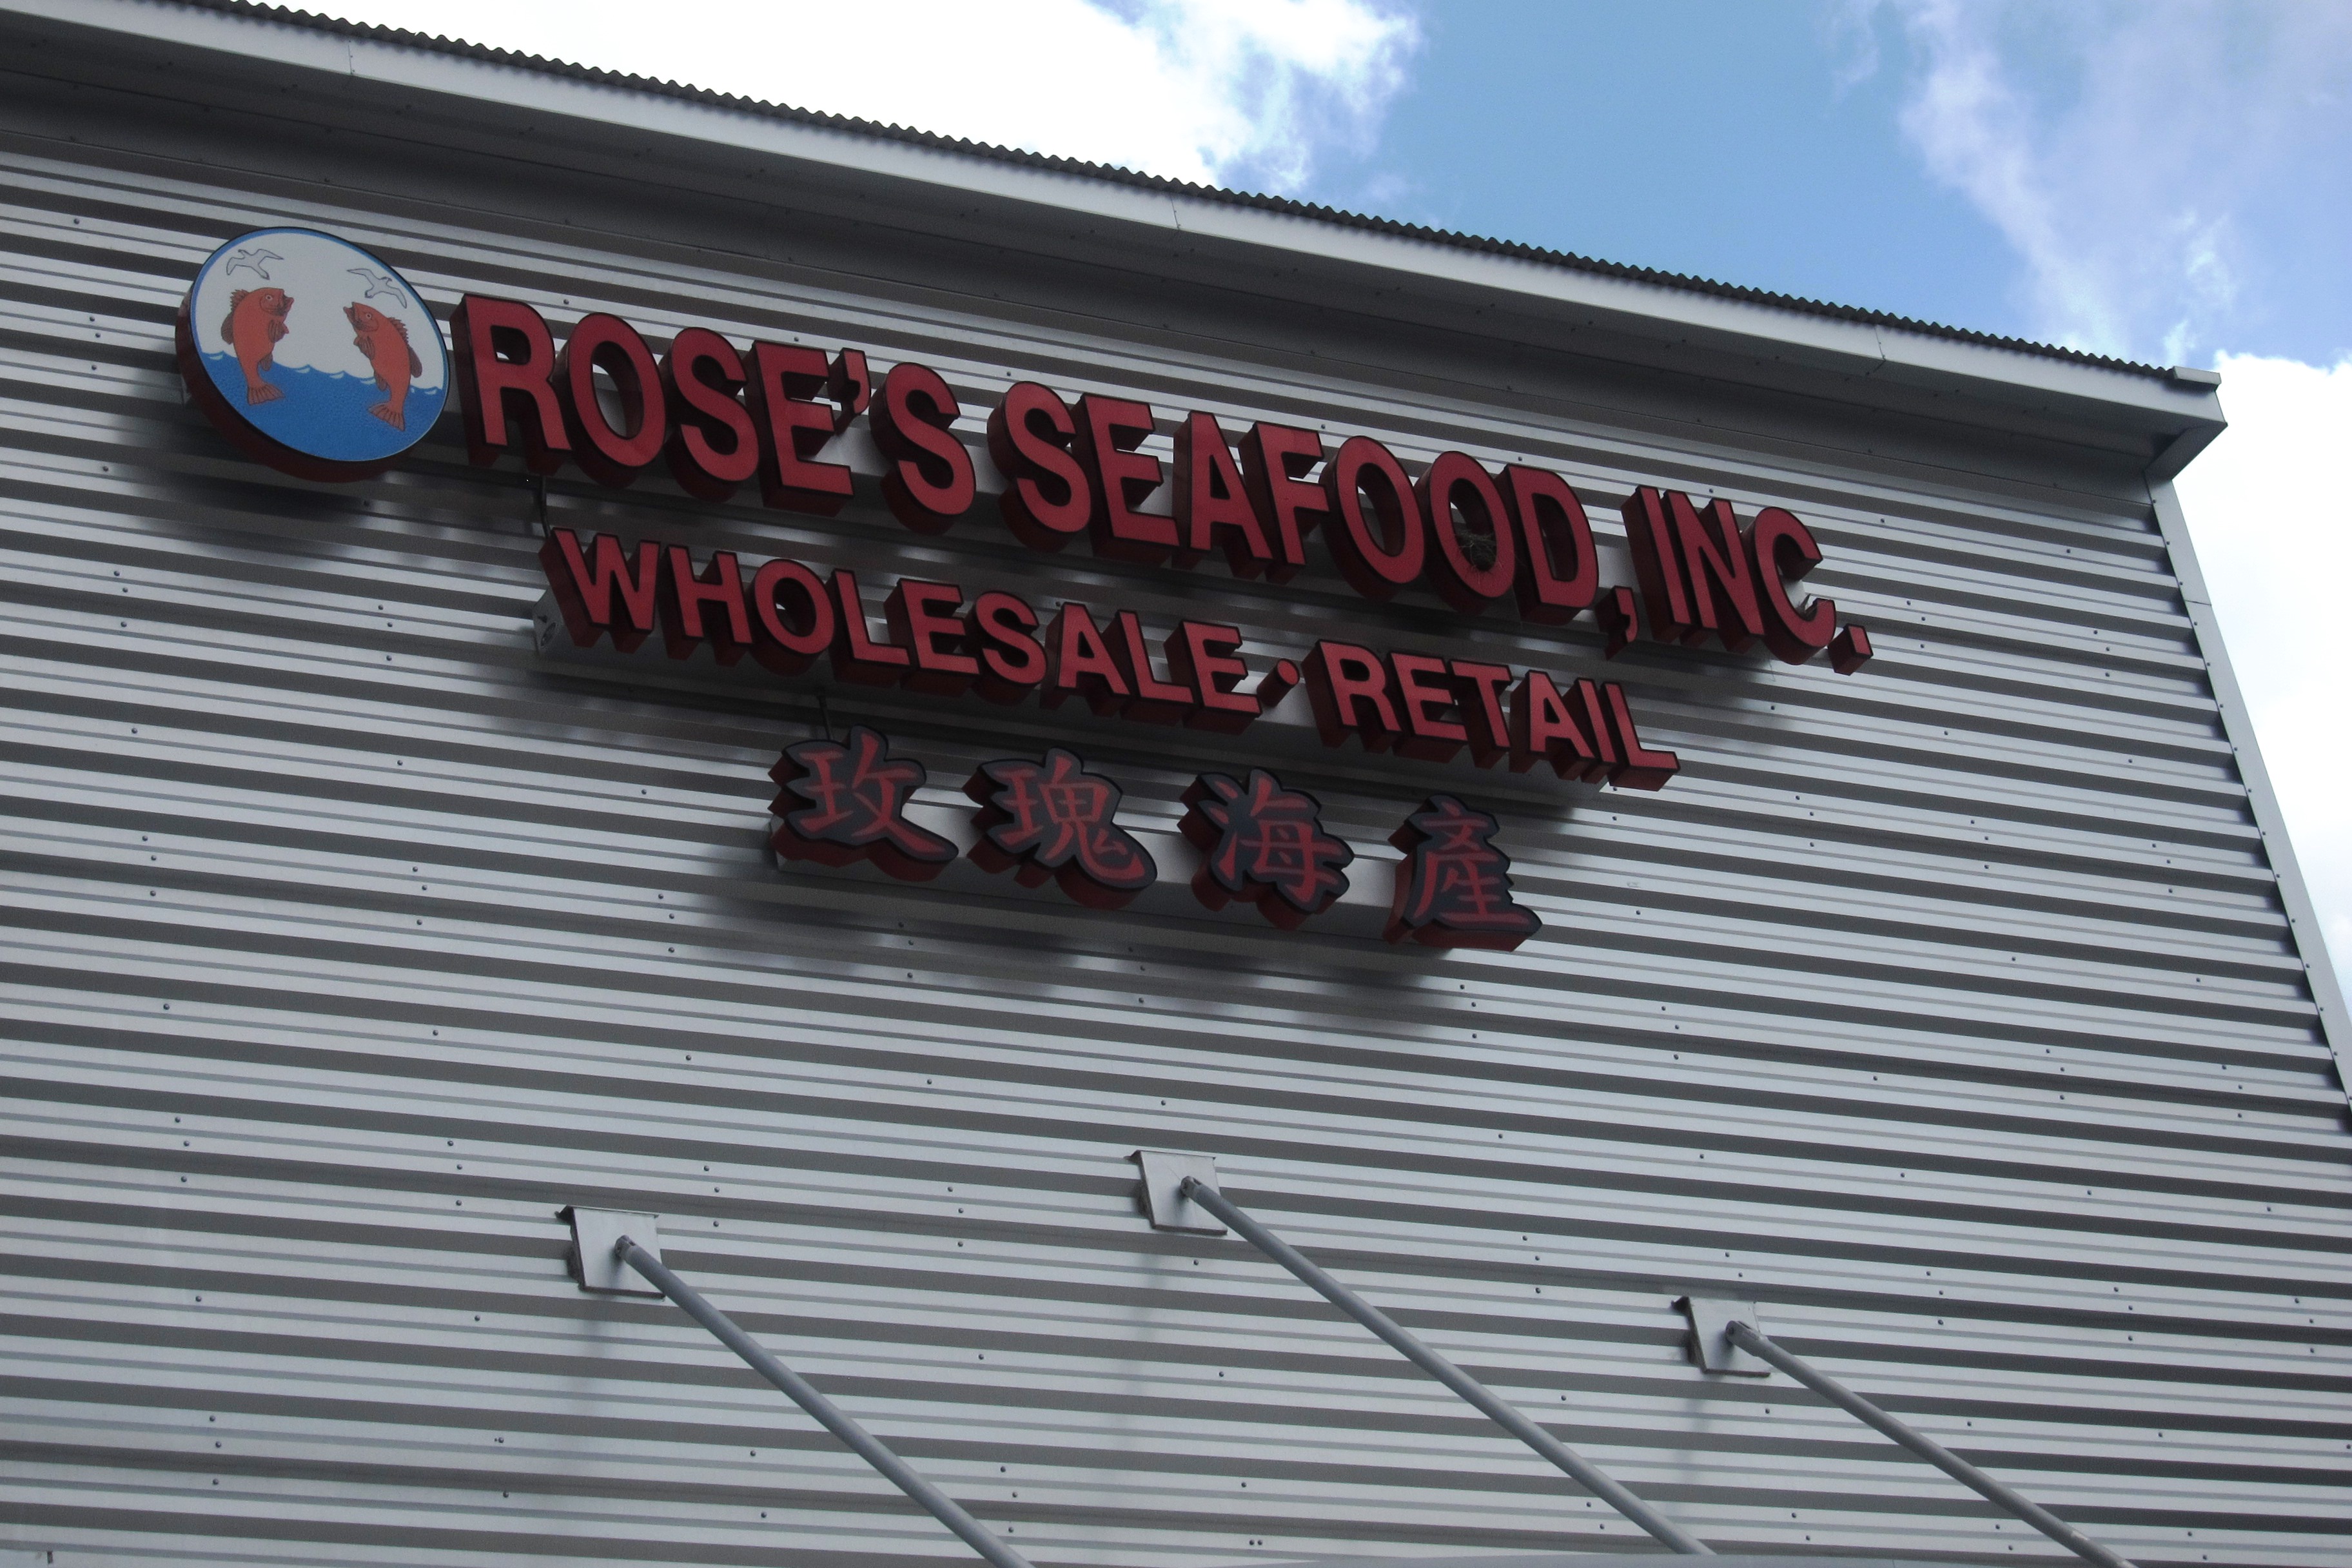 ROSE'S SEAFOOD, INC.
WHOLESALE · RETAIL
玫瑰海產